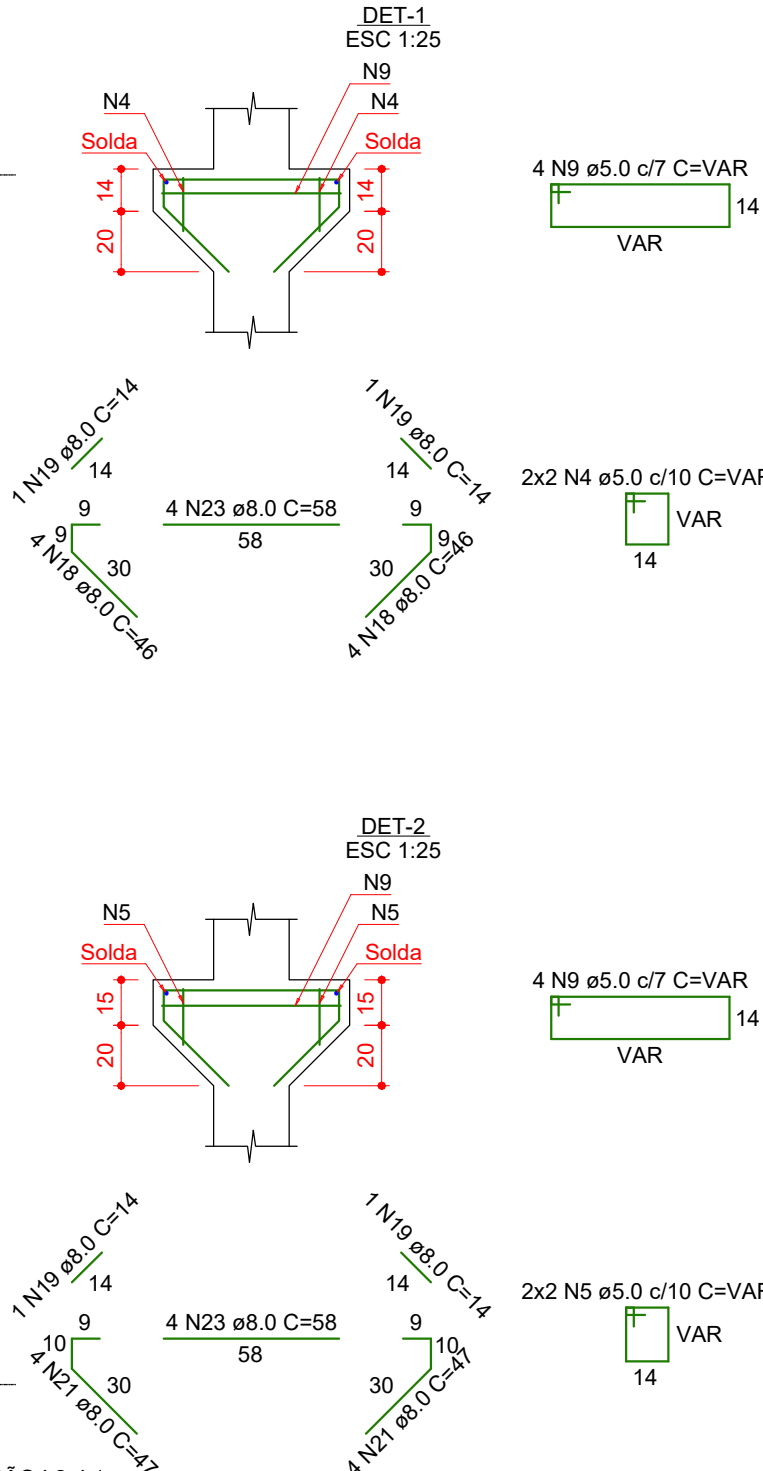 DET-1
ESC 1:25
N9
N4
N4
Solda
Solda
14
20
14
20
4 N9 ø5.0 c/7 C=VAR
14
VAR
1 N19 ø8.0 C=14
14
1 N19 ø8.0 C=14
14
9
9
30
4 N18 ø8.0 C=46
4 N23 ø8.0 C=58
58
9
9
30
4 N18 ø8.0 C=46
2x2 N4 ø5.0 c/10 C=VAR
VAR
14
DET-2
ESC 1:25
N9
N5
N5
Solda
Solda
15
20
15
20
4 N9 ø5.0 c/7 C=VAR
14
VAR
1 N19 ø8.0 C=14
14
1 N19 ø8.0 C=14
14
9
10
30
4 N21 ø8.0 C=47
4 N23 ø8.0 C=58
58
9
10
30
4 N21 ø8.0 C=47
2x2 N5 ø5.0 c/10 C=VAR
VAR
14